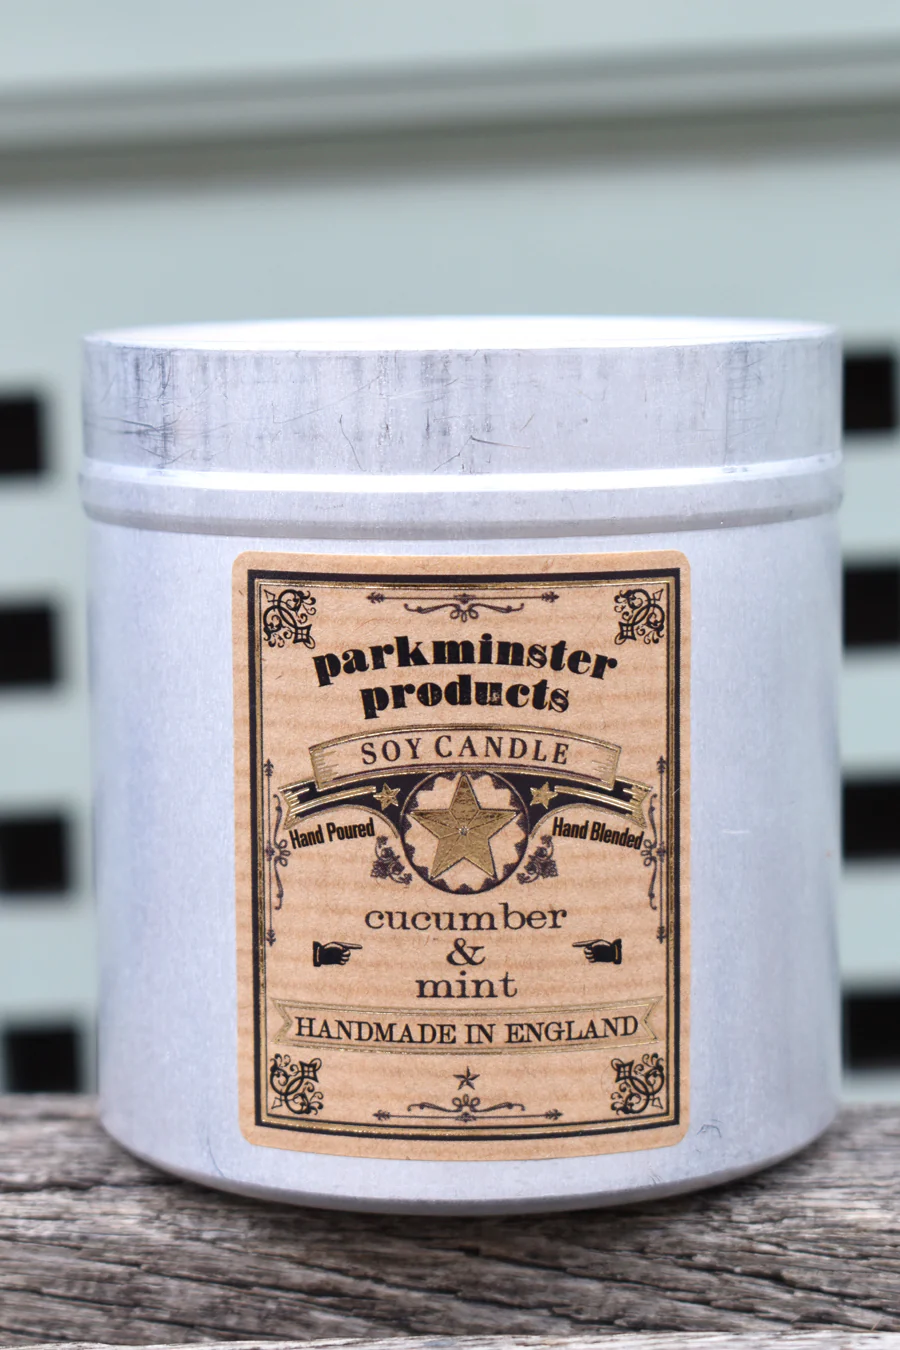 parkminster
products
SOY CANDLE
Hand Poured
Hand Blended
cucumber
&
mint
HANDMADE IN ENGLAND